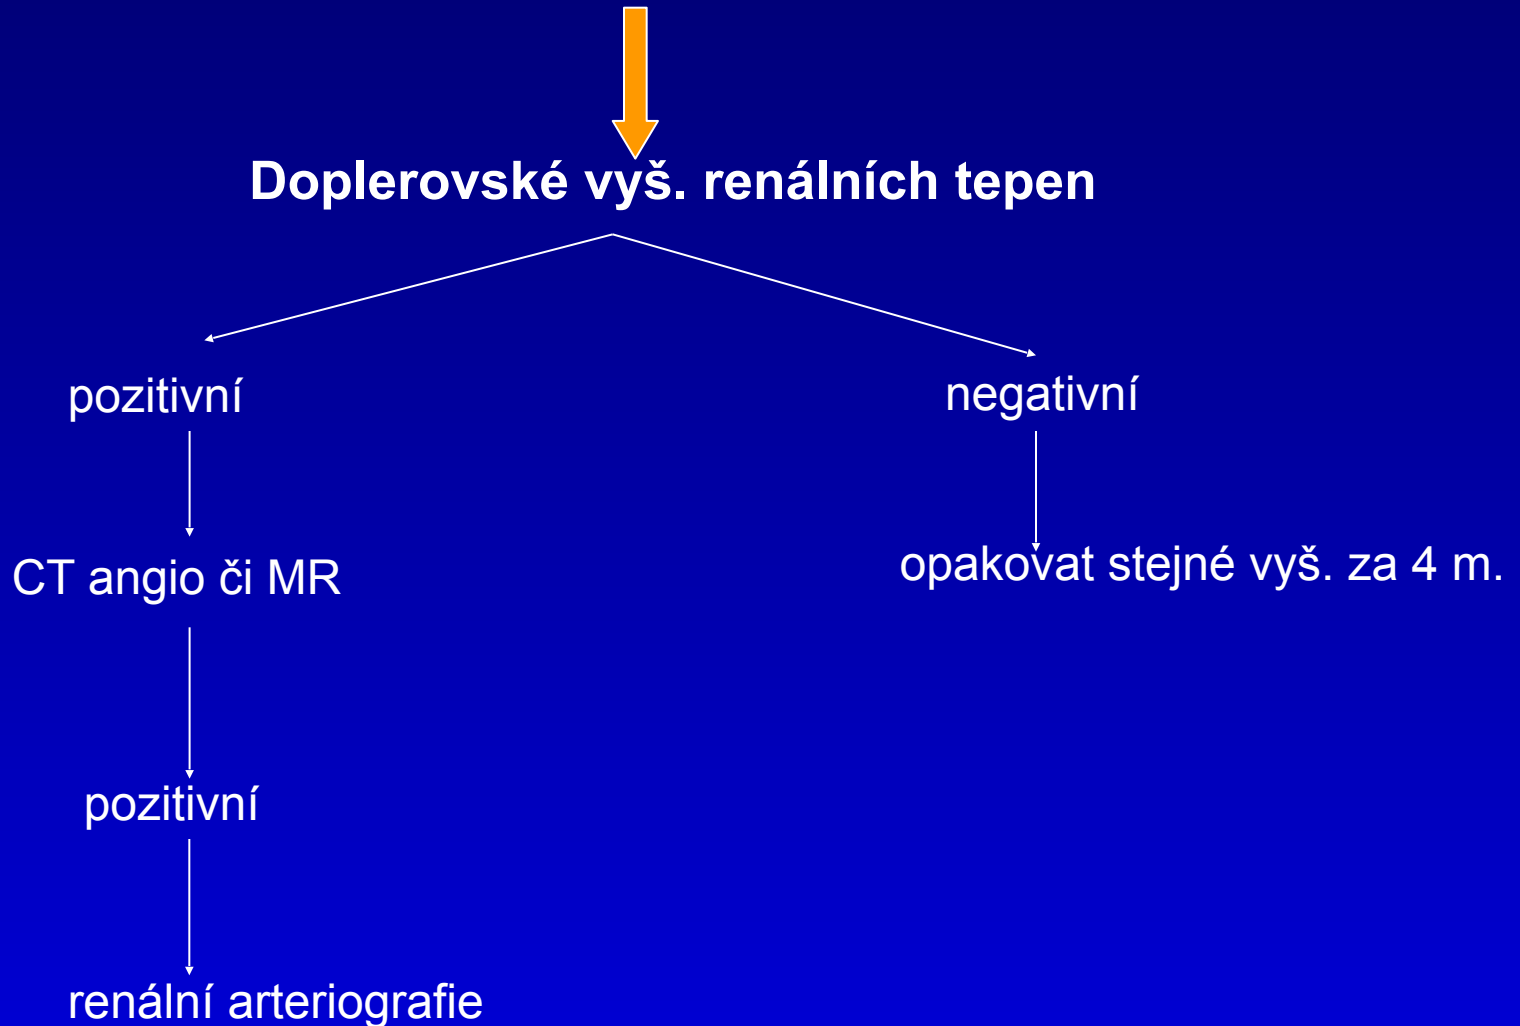 Doplerovské vyš. renálních tepen
pozitivní
negativní
CT angio či MR
opakovat stejné vyš. za 4 m.
pozitivní
renální arteriografie